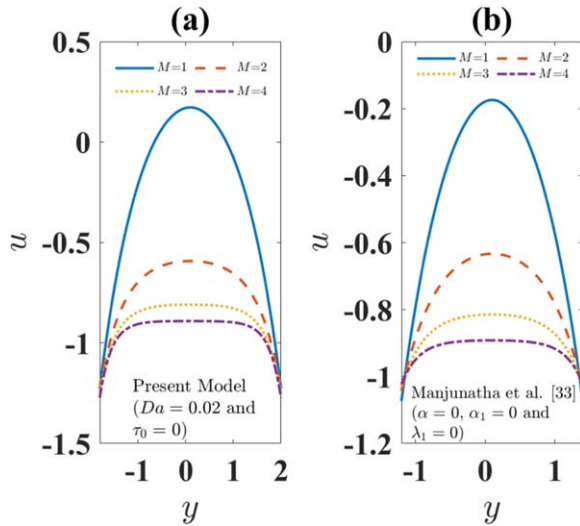 (a)
0.5
M=1 M=2
M=3 M=4
0
-0.5
-1
-1.5
u
Present Model
(Da = 0.02 and
τ₀ = 0)
-1 0 1 2
y
(b)
0
M=1 M=2
M=3 M=4
-0.2
-0.4
-0.6
-0.8
-1
-1.2
u
Manjunatha et al. [33]
(α = 0, α₁ = 0 and
λ₁ = 0)
-1 0 1
y